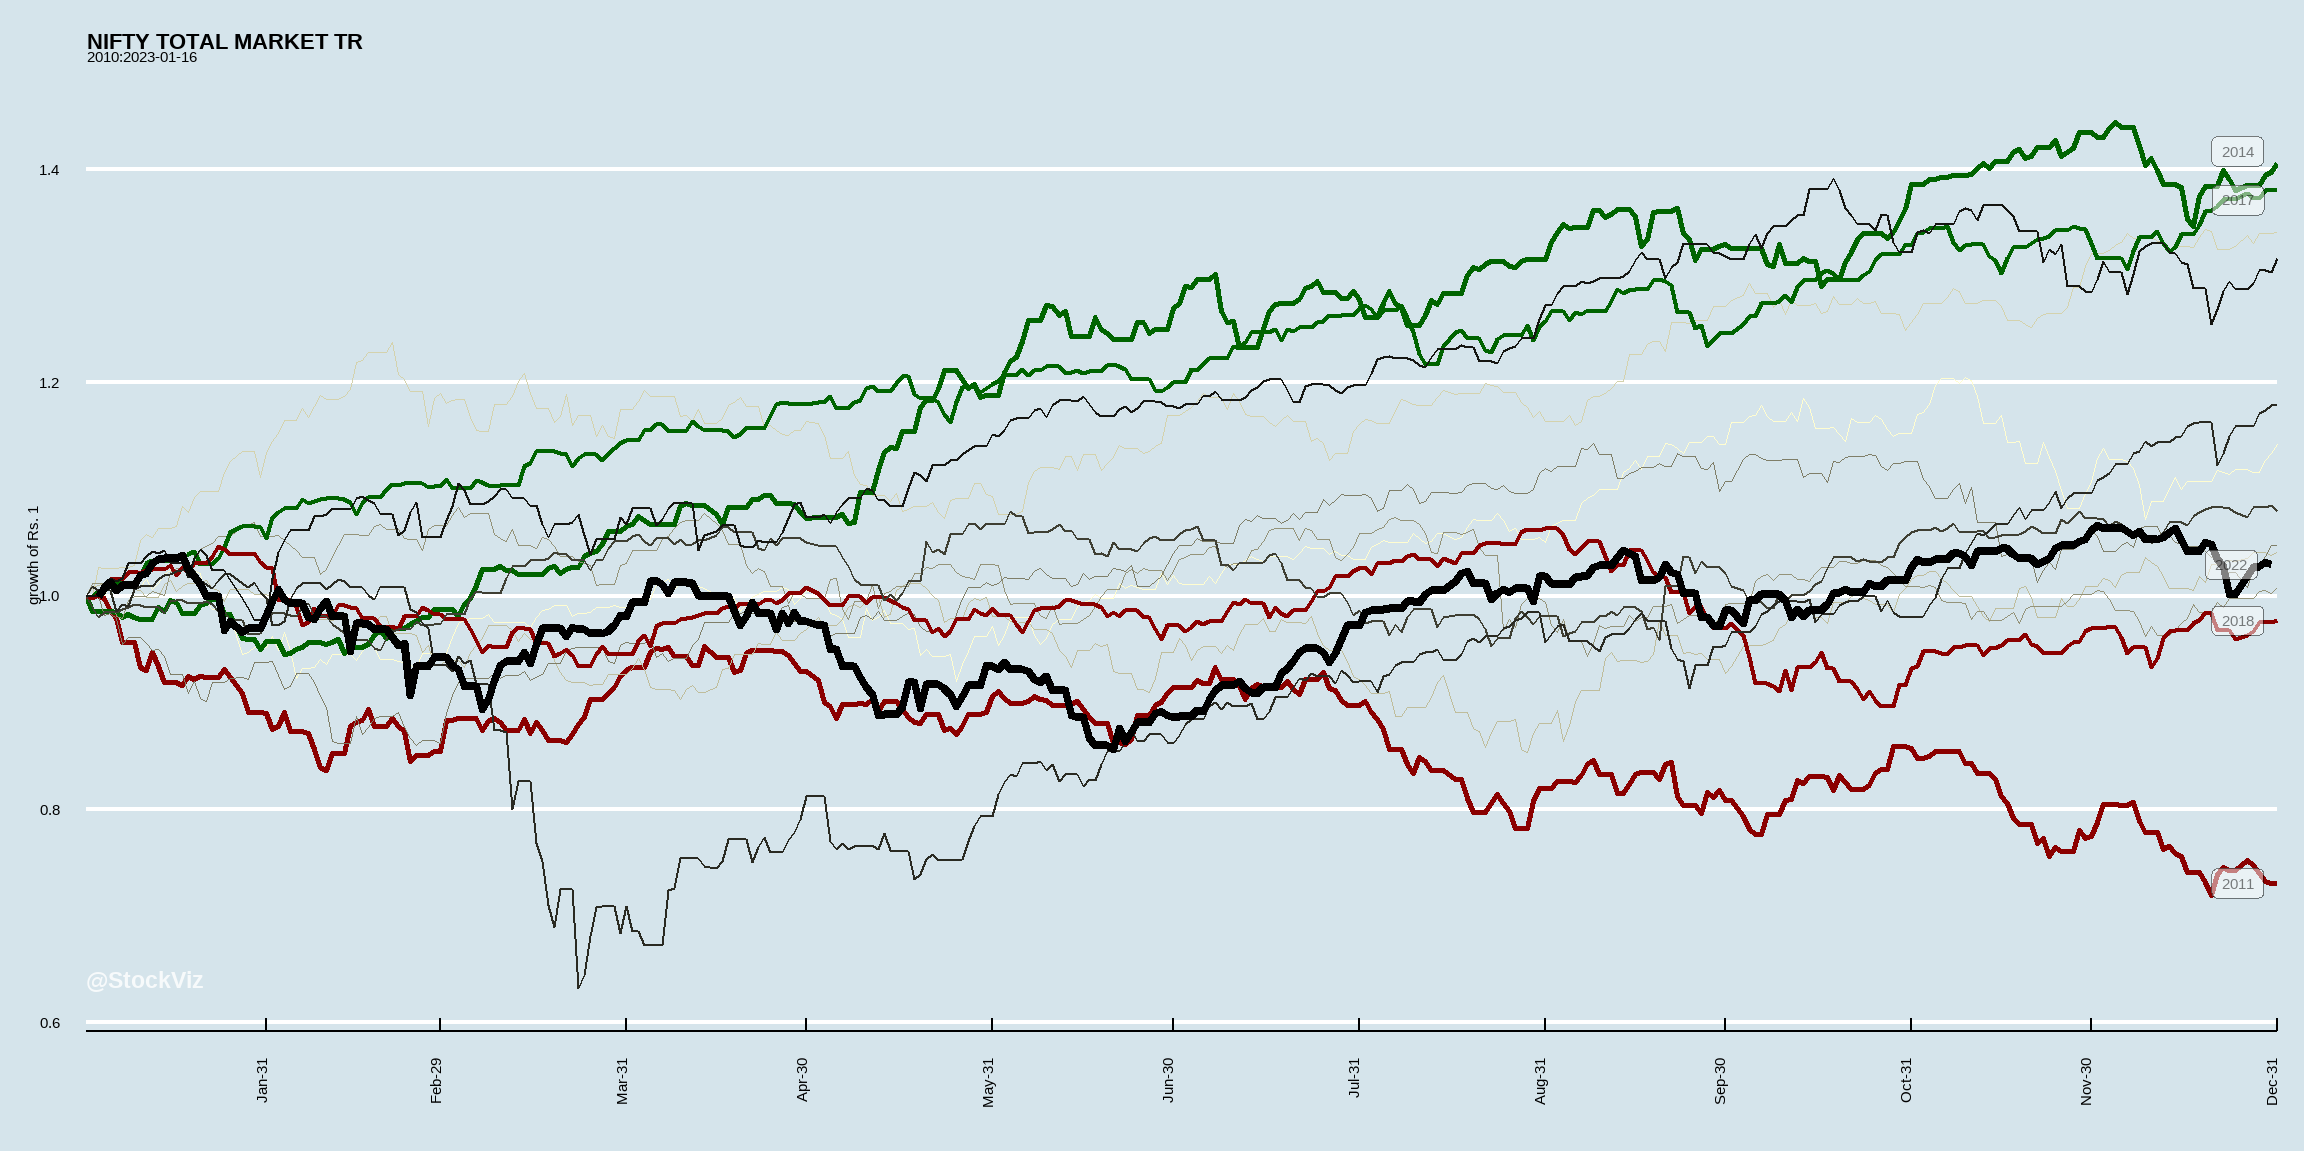 NIFTY TOTAL MARKET TR
2010:2023-01-16
growth of Rs. 1
1.4
1.2
1.0
0.8
0.6
2014
2017
2022
2018
2011
@StockViz
Jan-31
Feb-29
Mar-31
Apr-30
May-31
Jun-30
Jul-31
Aug-31
Sep-30
Oct-31
Nov-30
Dec-31